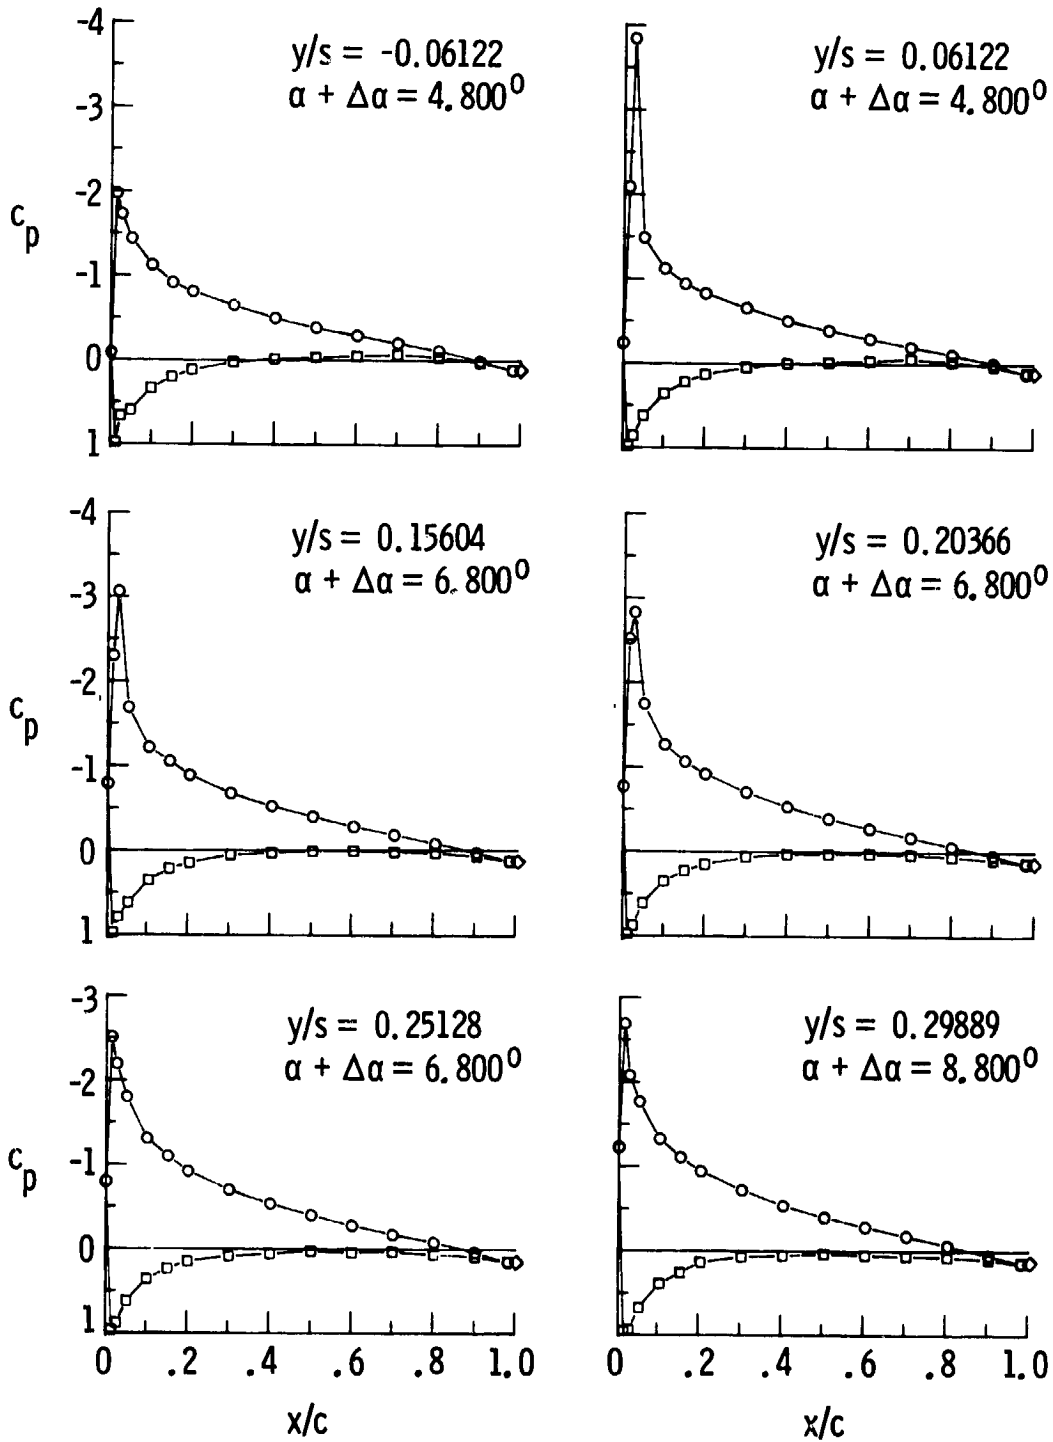 -4
-3
-2
-1
0
1
c_p
y/s = -0.06122
α + Δα = 4.800⁰
y/s = 0.06122
α + Δα = 4.800⁰
-4
-3
-2
-1
0
1
c_p
y/s = 0.15604
α + Δα = 6.800⁰
y/s = 0.20366
α + Δα = 6.800⁰
-3
-2
-1
0
1
c_p
y/s = 0.25128
α + Δα = 6.800⁰
y/s = 0.29889
α + Δα = 8.800⁰
0 .2 .4 .6 .8 1.0
0 .2 .4 .6 .8 1.0
x/c
x/c